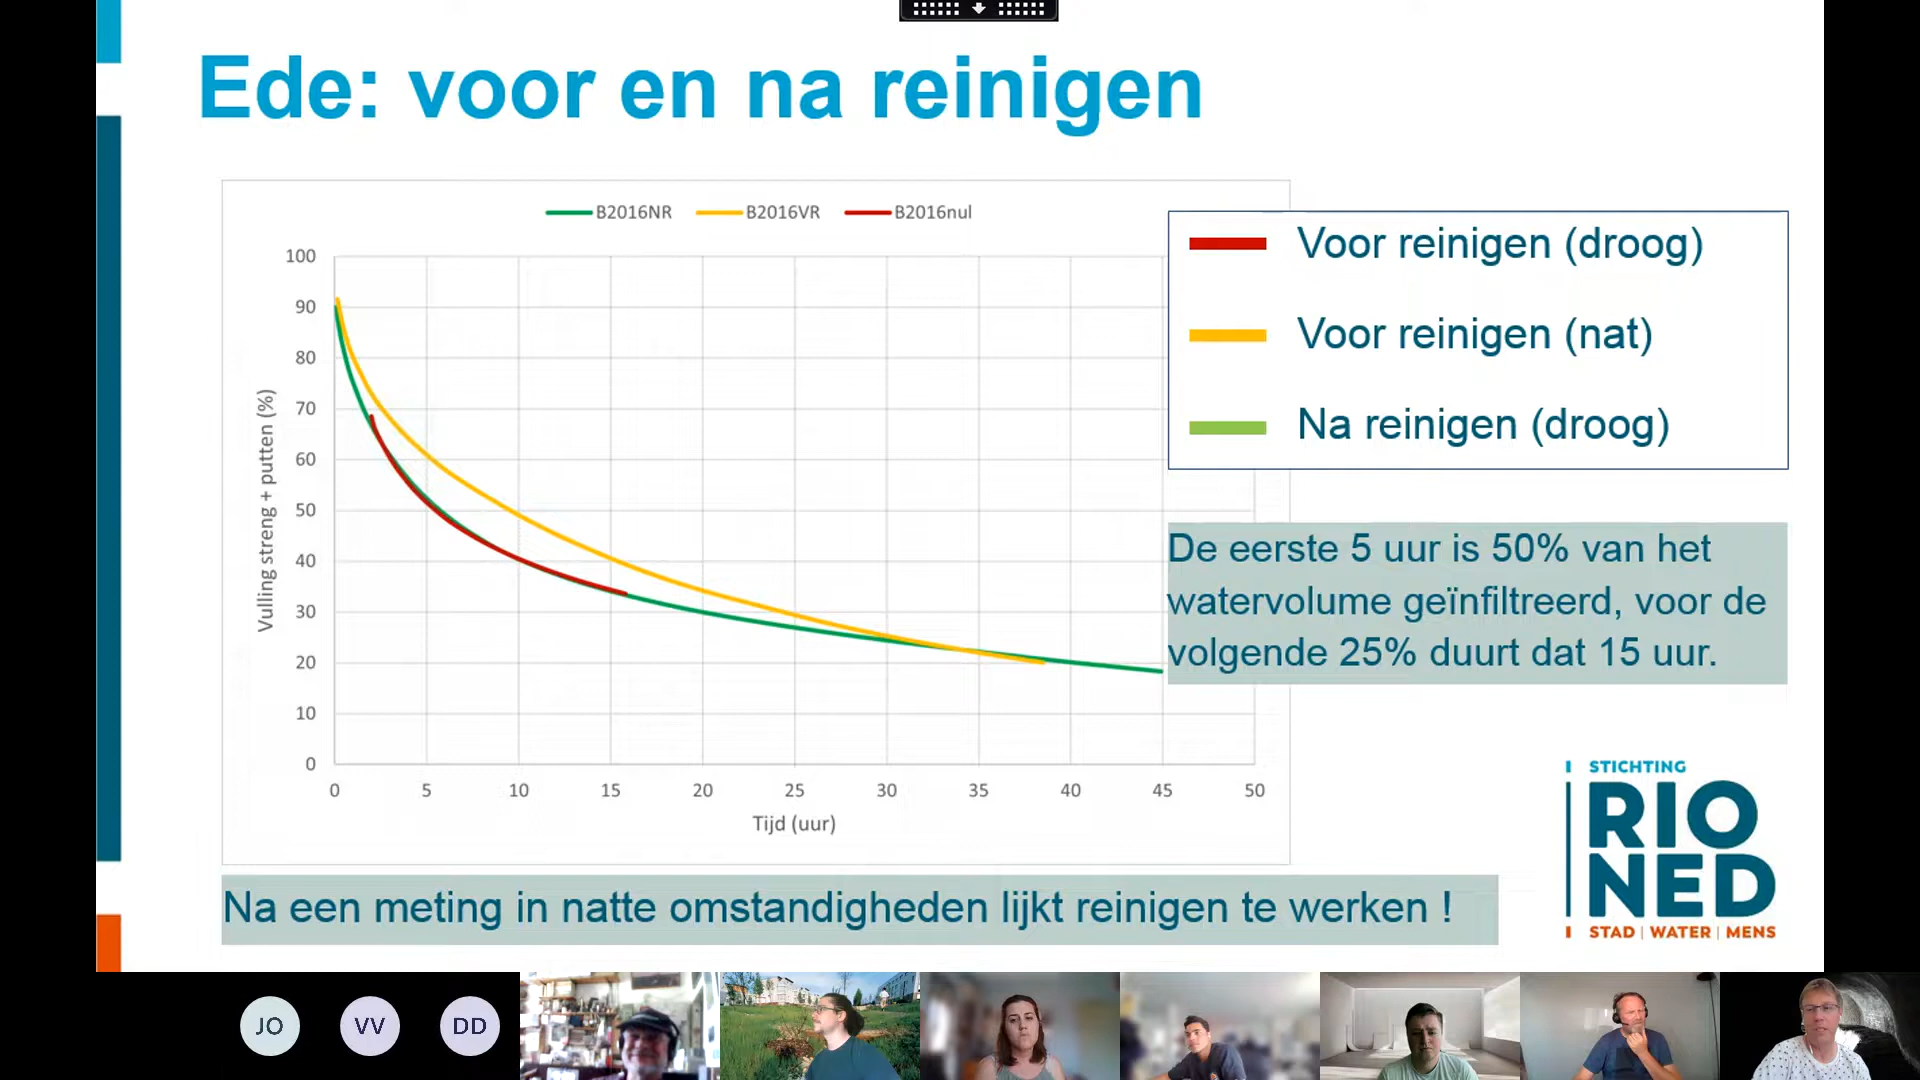 Ede: voor en na reinigen
B2016NR B2016VR B2016nul
100
90
80
70
60
50
40
30
20
10
0
Vulling streng + putten (%)
0 5 10 15 20 25 30 35 40 45 50
Tijd (uur)
Voor reinigen (droog)
Voor reinigen (nat)
Na reinigen (droog)
De eerste 5 uur is 50% van het
watervolume geïnfiltreerd, voor de
volgende 25% duurt dat 15 uur.
Na een meting in natte omstandigheden lijkt reinigen te werken !
STICHTING
RIO
NED
STAD | WATER | MENS
JO VV DD